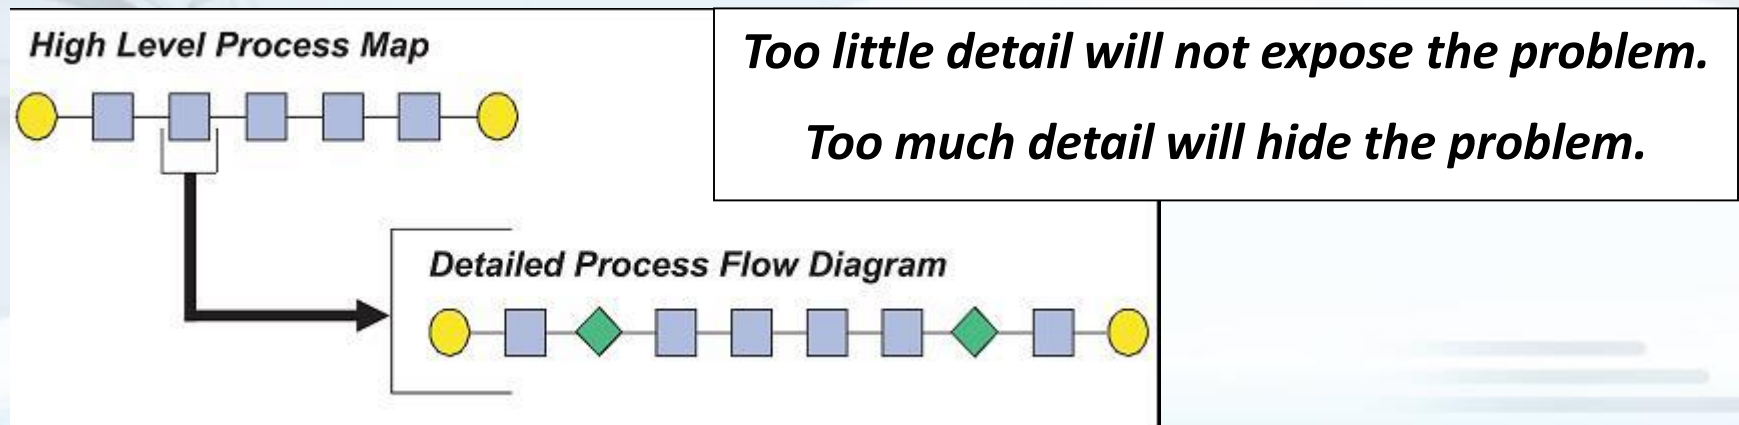 High Level Process Map
Too little detail will not expose the problem.
Too much detail will hide the problem.
Detailed Process Flow Diagram